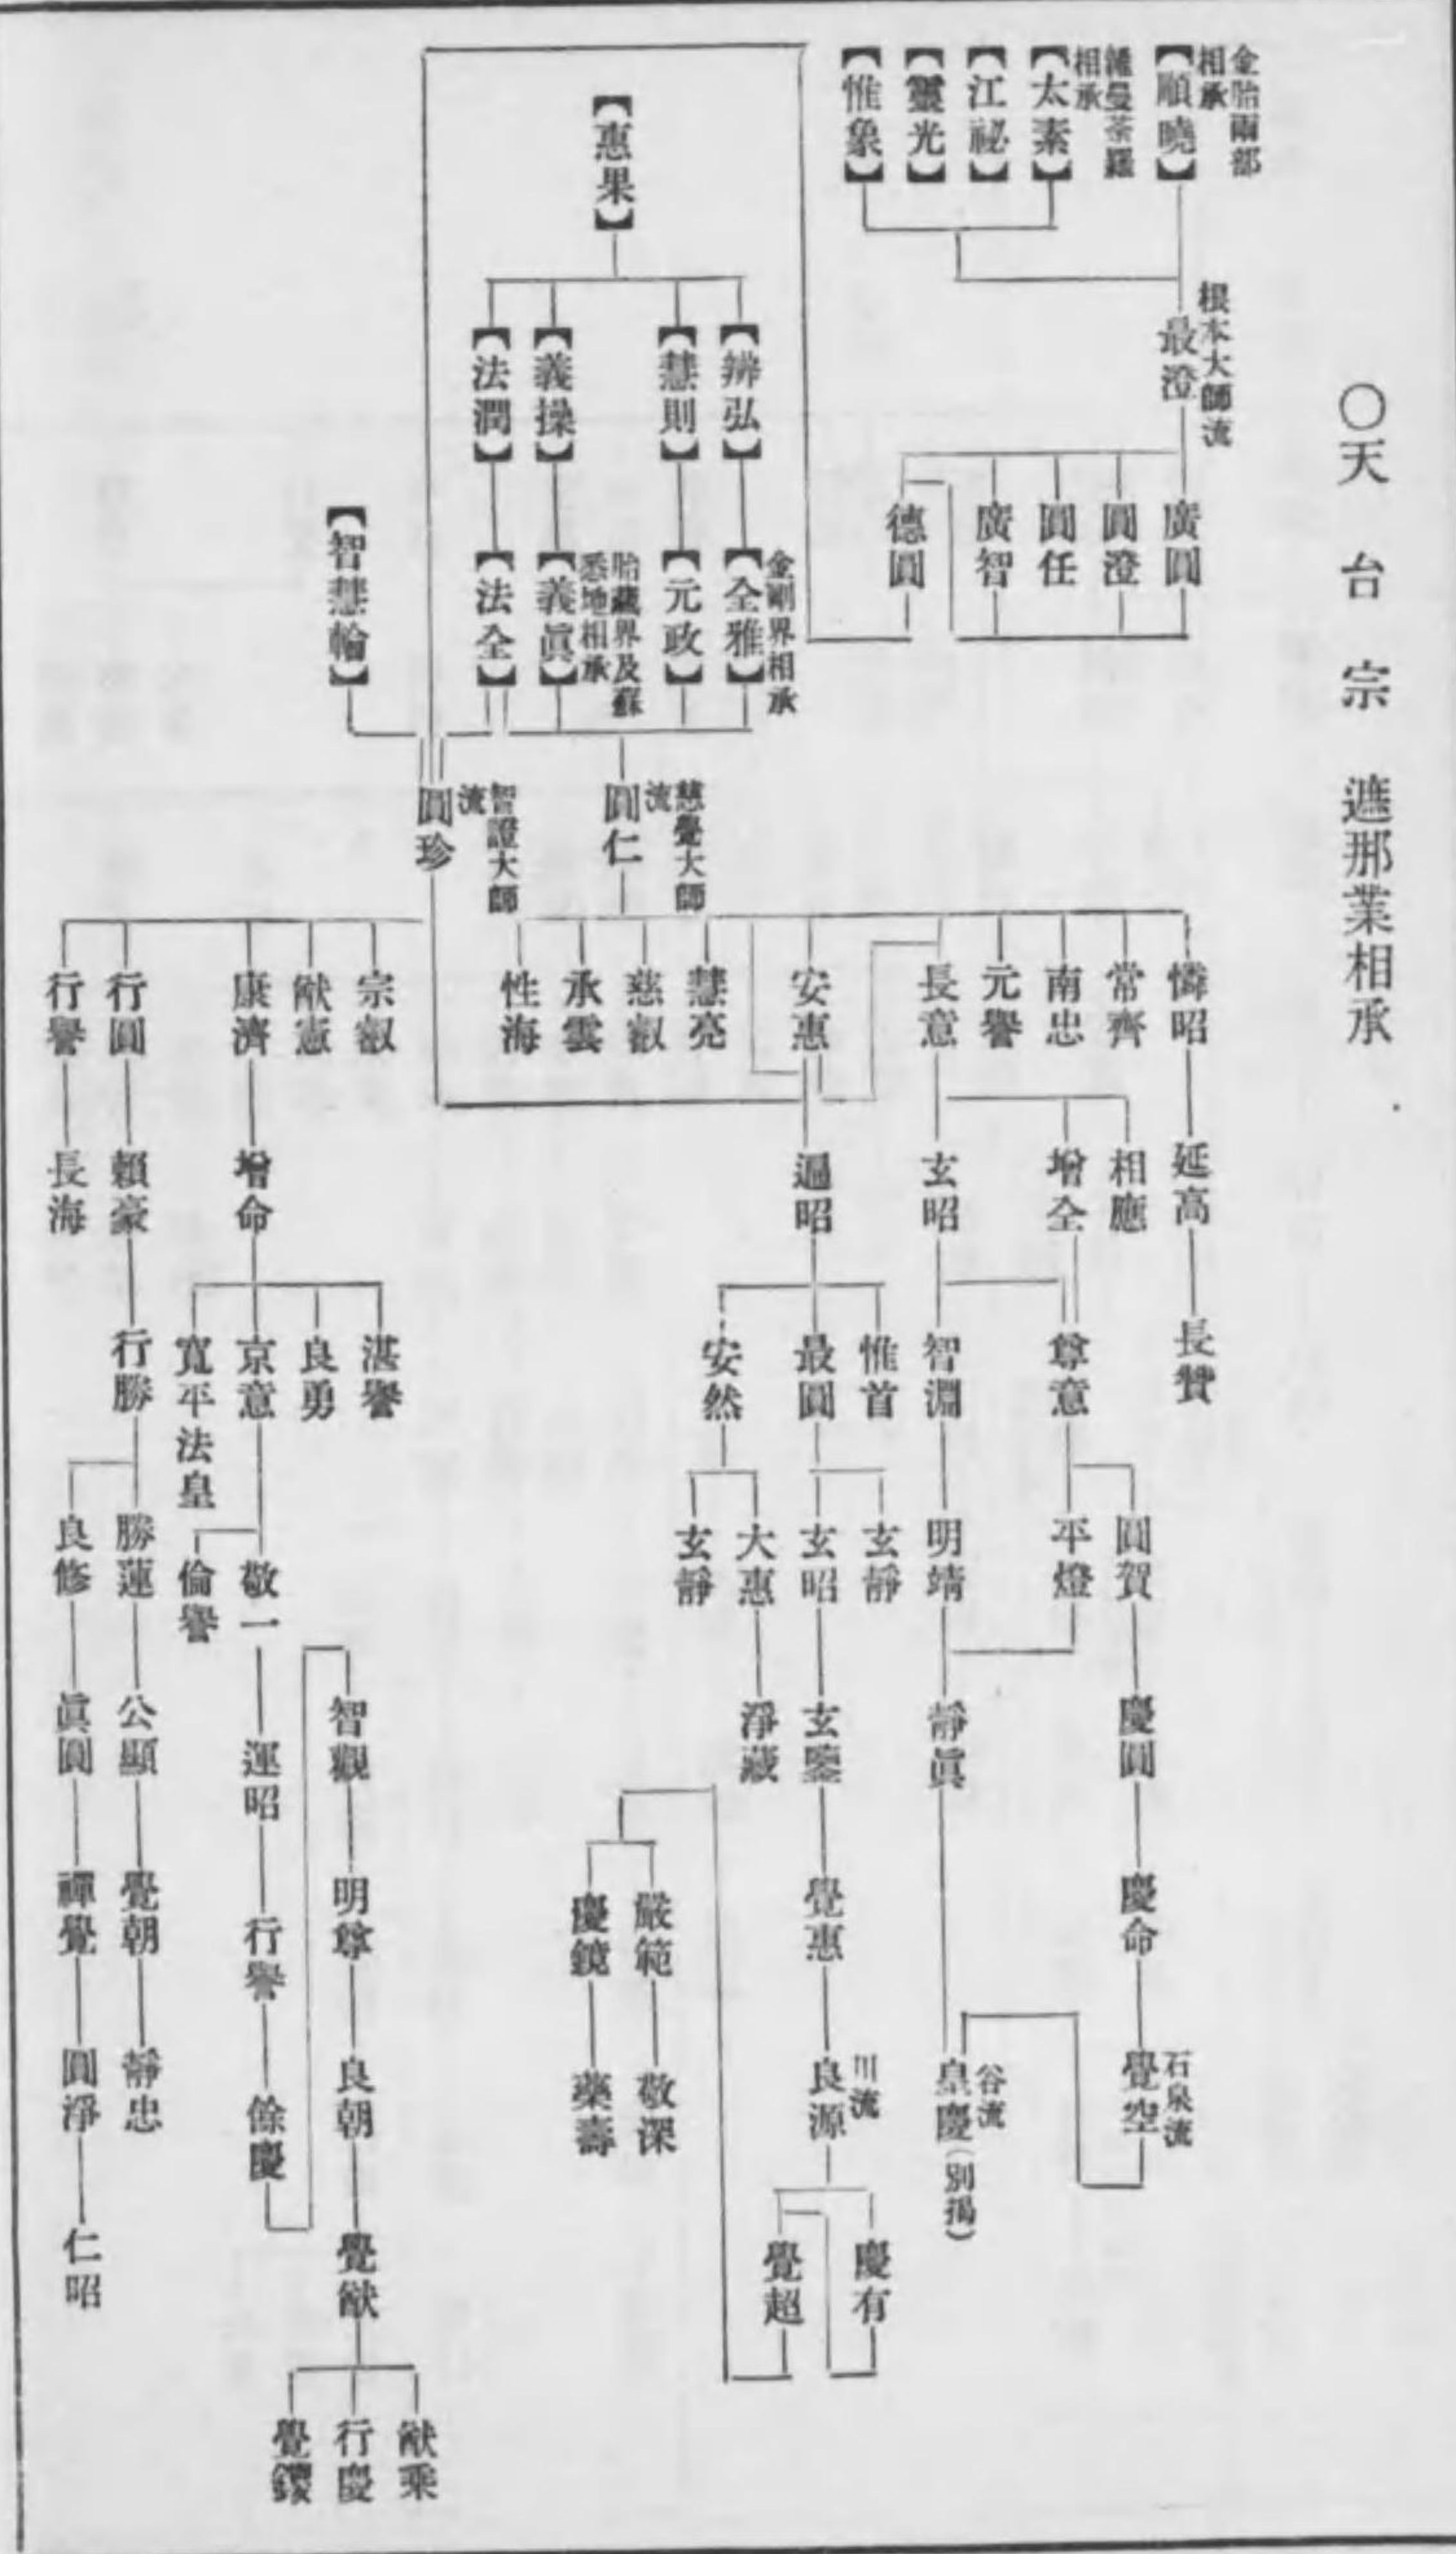 〇天台宗遮那業相承
金胎兩部
相承
【順曉】
雜曼荼羅
相承
【太素】
【江祕】
【靈光】
【惟象】
根本大師流
最澄
廣圓
圓澄
圓任
廣智
德圓
【惠果】
【辨弘】
【慧則】
【義操】
【法潤】
金剛界相承
【全雅】
【元政】
胎藏界及蘇
悉地相承
【義眞】
【法全】
【智慧輪】
慈覺大師
流
圓仁
智證大師
流
圓珍
憐昭
常齊
南忠
元譽
長意
安惠
慧亮
慈叡
承雲
性海
宗叡
猷憲
康濟
行圓
行譽
延高
相應
增全
玄昭
遍昭
增命
賴豪
長海
長贊
尊意
智淵
惟首
最圓
安然
湛譽
良勇
京意
寬平法皇
行勝
圓賀
平燈
明靖
玄靜
玄昭
大惠
玄靜
敬一
倫譽
勝蓮
良修
慶圓
靜眞
玄鑒
淨藏
智觀
運昭
公顯
眞圓
慶命
覺惠
嚴範
慶鏡
明尊
行譽
覺朝
禪覺
石泉流
覺空
谷流
皇慶(別揭)
川流
良源
敬深
藥壽
良朝
餘慶
靜忠
圓淨
慶有
覺超
覺猷
仁昭
猷乘
行慶
覺鑁